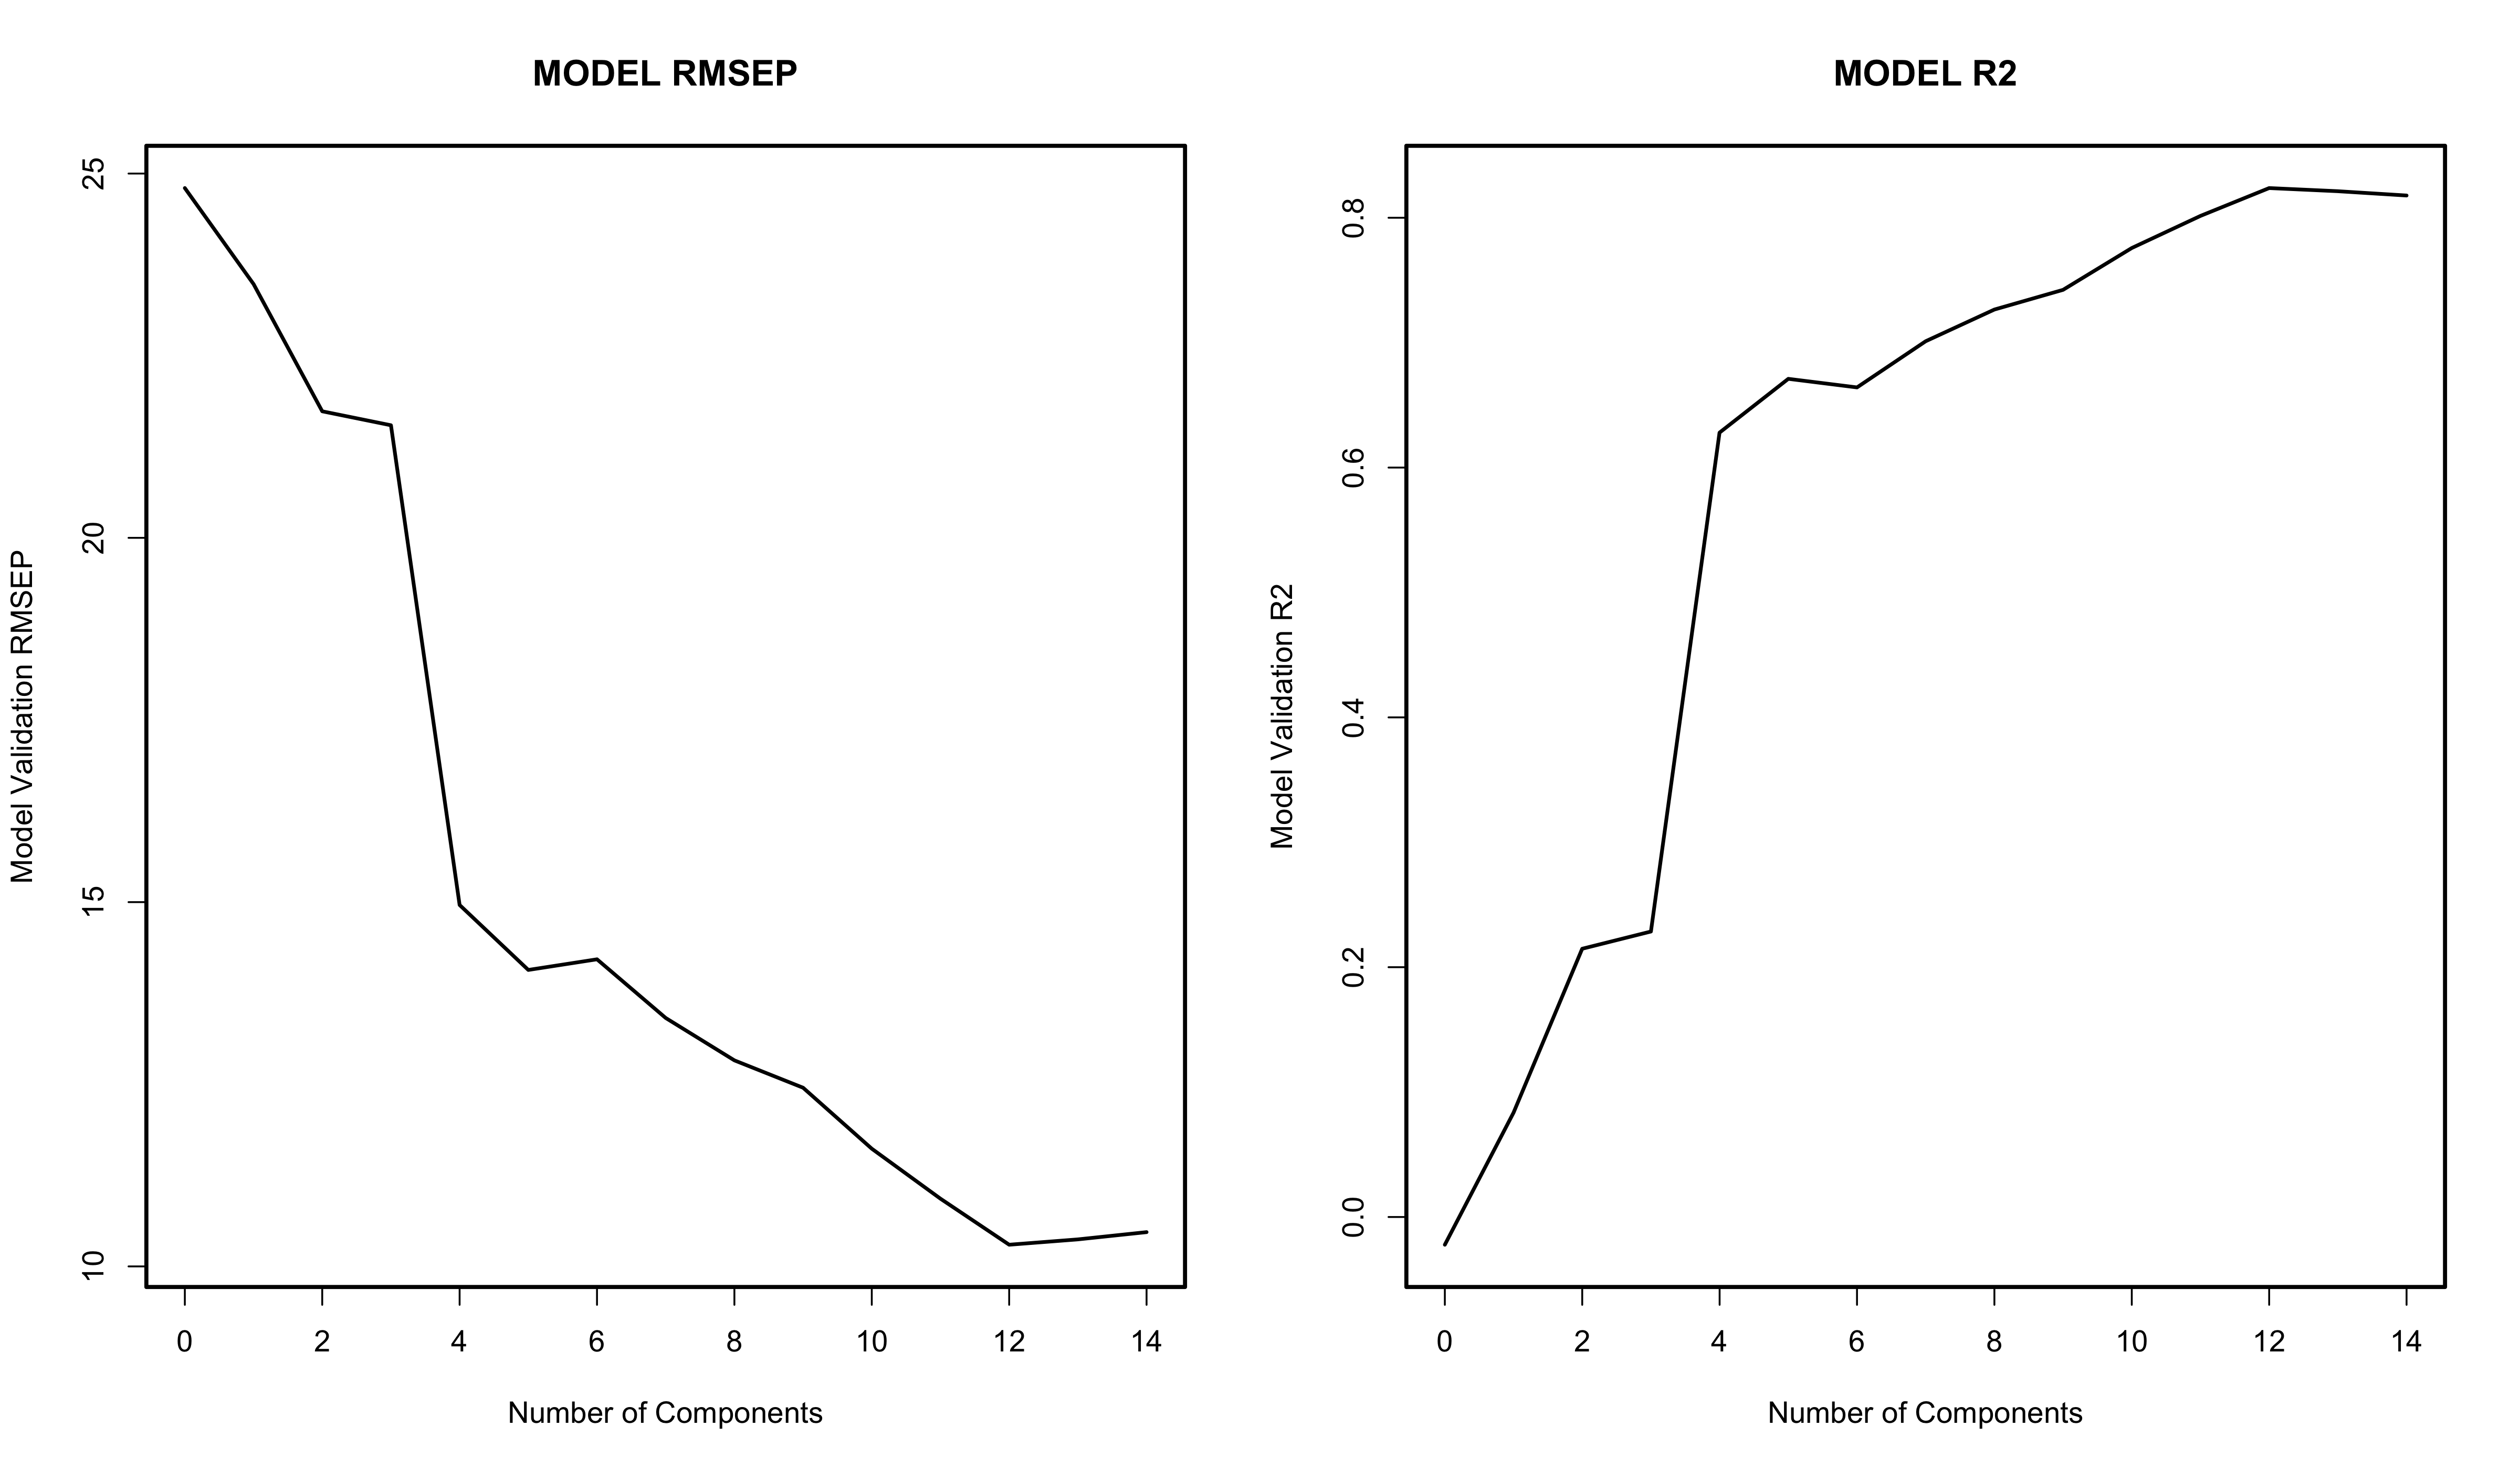 MODEL RMSEP
Model Validation RMSEP
25
20
15
10
0 2 4 6 8 10 12 14
Number of Components
MODEL R2
Model Validation R2
0.8
0.6
0.4
0.2
0.0
0 2 4 6 8 10 12 14
Number of Components